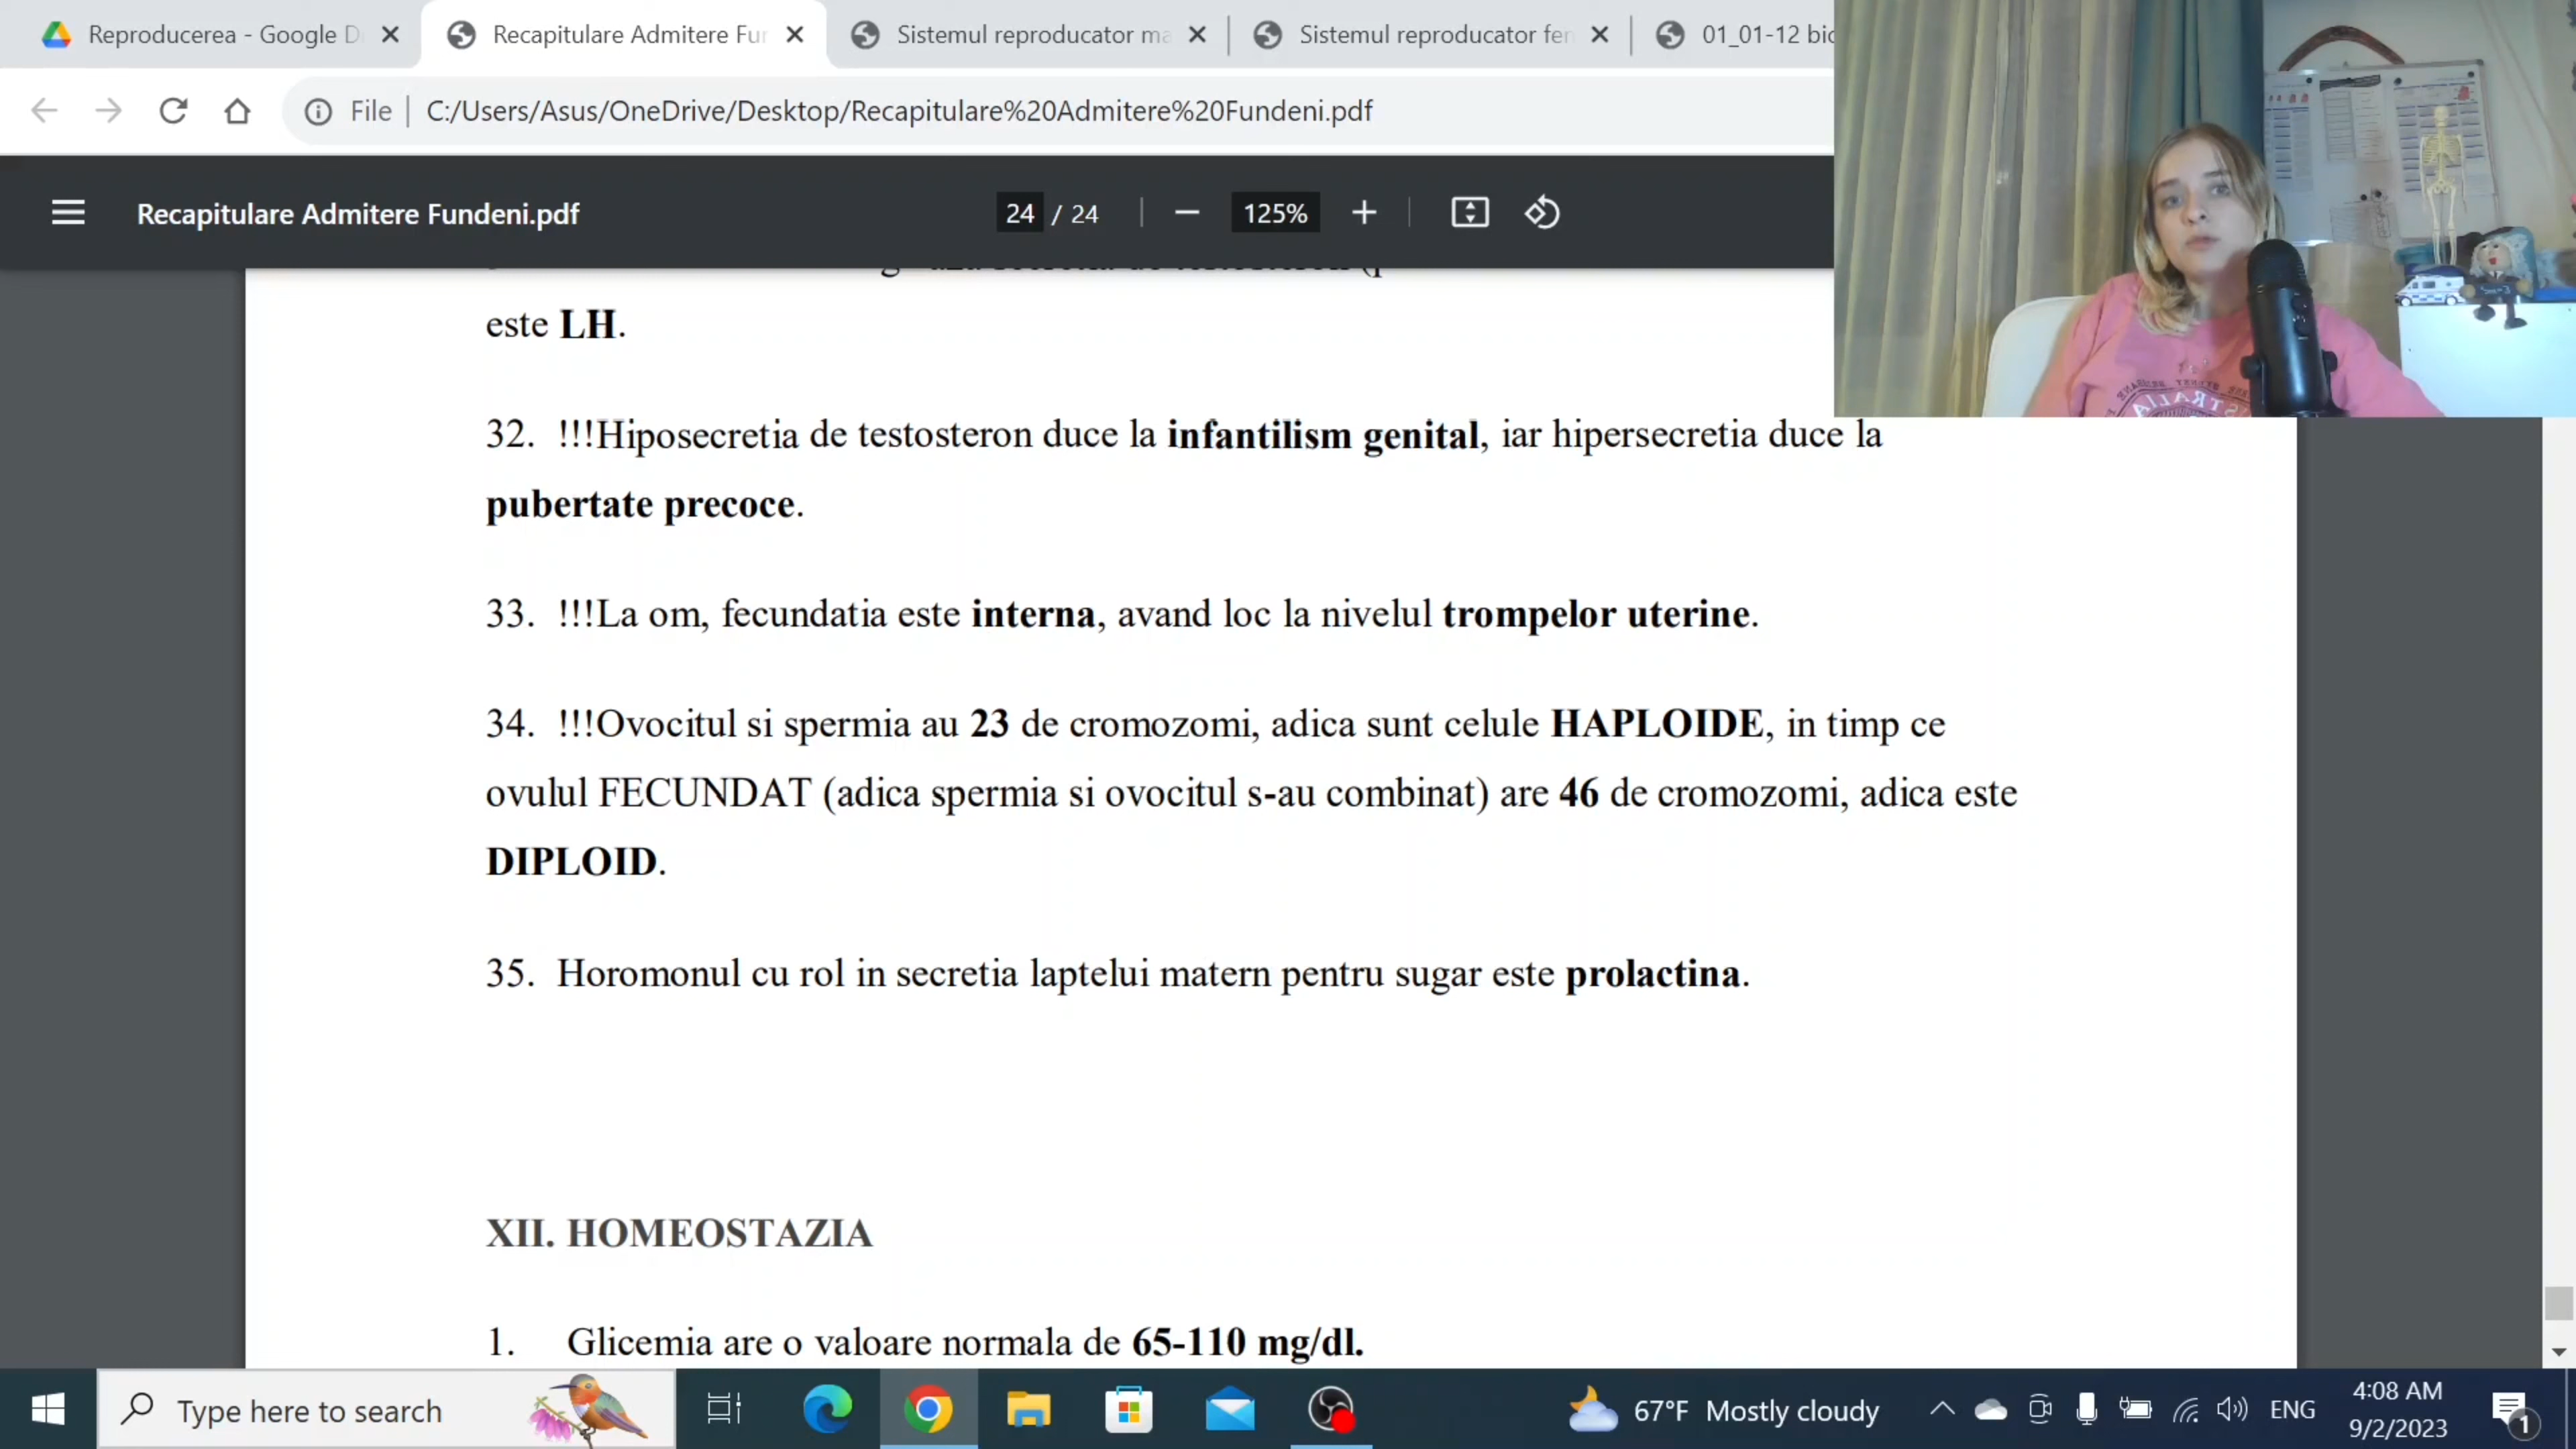 Reproducerea - Google D
Recapitulare Admitere Fu
Sistemul reproducator ma
Sistemul reproducator fe
01_01-12 bio
File C:/Users/Asus/OneDrive/Desktop/Recapitulare%20Admitere%20Fundeni.pdf
Recapitulare Admitere Fundeni.pdf
24 / 24
125%
este LH.
32. !!!Hiposecretia de testosteron duce la infantilism genital, iar hipersecretia duce la
pubertate precoce.
33. !!!La om, fecundatia este interna, avand loc la nivelul trompelor uterine.
34. !!!Ovocitul si spermia au 23 de cromozomi, adica sunt celule HAPLOIDE, in timp ce
ovulul FECUNDAT (adica spermia si ovocitul s-au combinat) are 46 de cromozomi, adica este
DIPLOID.
35. Horomonul cu rol in secretia laptelui matern pentru sugar este prolactina.
XII. HOMEOSTAZIA
1. Glicemia are o valoare normala de 65-110 mg/dl.
Type here to search
67°F Mostly cloudy
ENG
4:08 AM
9/2/2023
1